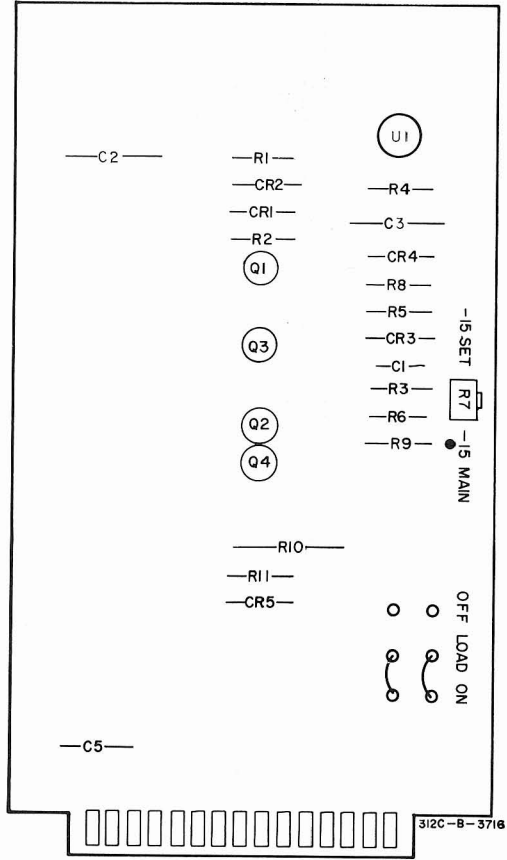 U1
C2
R1
CR2
R4
CR1
C3
R2
CR4
Q1
R8
R5
-15 SET
CR3
Q3
C1
R3
R7
R6
Q2
R9
-15 MAIN
Q4
R10
R11
CR5
OFF LOAD ON
C5
312C-B-3716